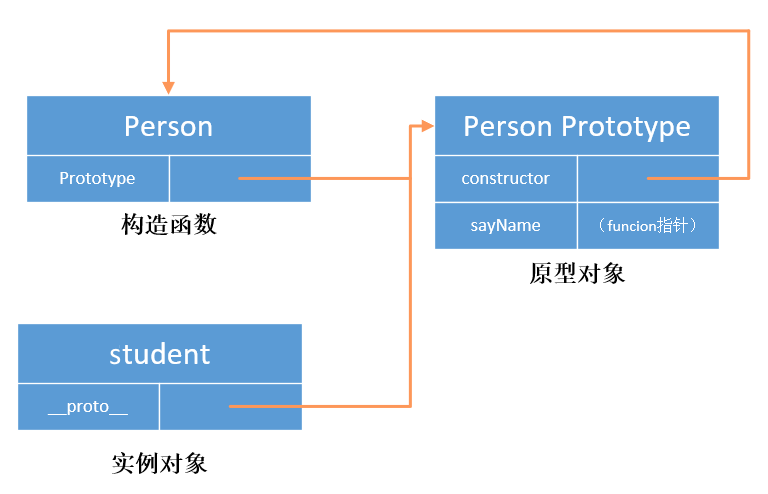 Person
Prototype
构造函数
Person Prototype
constructor
sayName
（funcion指针）
原型对象
student
__proto__
实例对象